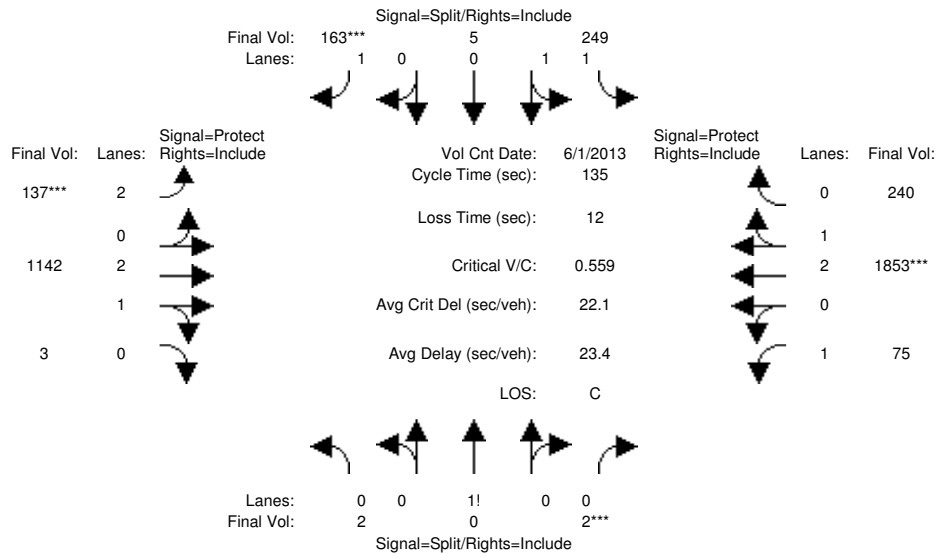 Signal=Split/Rights=Include
Final Vol: 163*** 5 249
Lanes: 1 0 0 1 1
Signal=Protect Signal=Protect
Final Vol: Lanes: Rights=Include Vol Cnt Date: 6/1/2013 Rights=Include Lanes: Final Vol:
Cycle Time (sec): 135
137*** 2 0 240
Loss Time (sec): 12
0 1
1142 2 Critical V/C: 0.559 2 1853***
1 Avg Crit Del (sec/veh): 22.1 0
3 0 Avg Delay (sec/veh): 23.4 1 75
LOS: C
Lanes: 0 0 1! 0 0
Final Vol: 2 0 2***
Signal=Split/Rights=Include